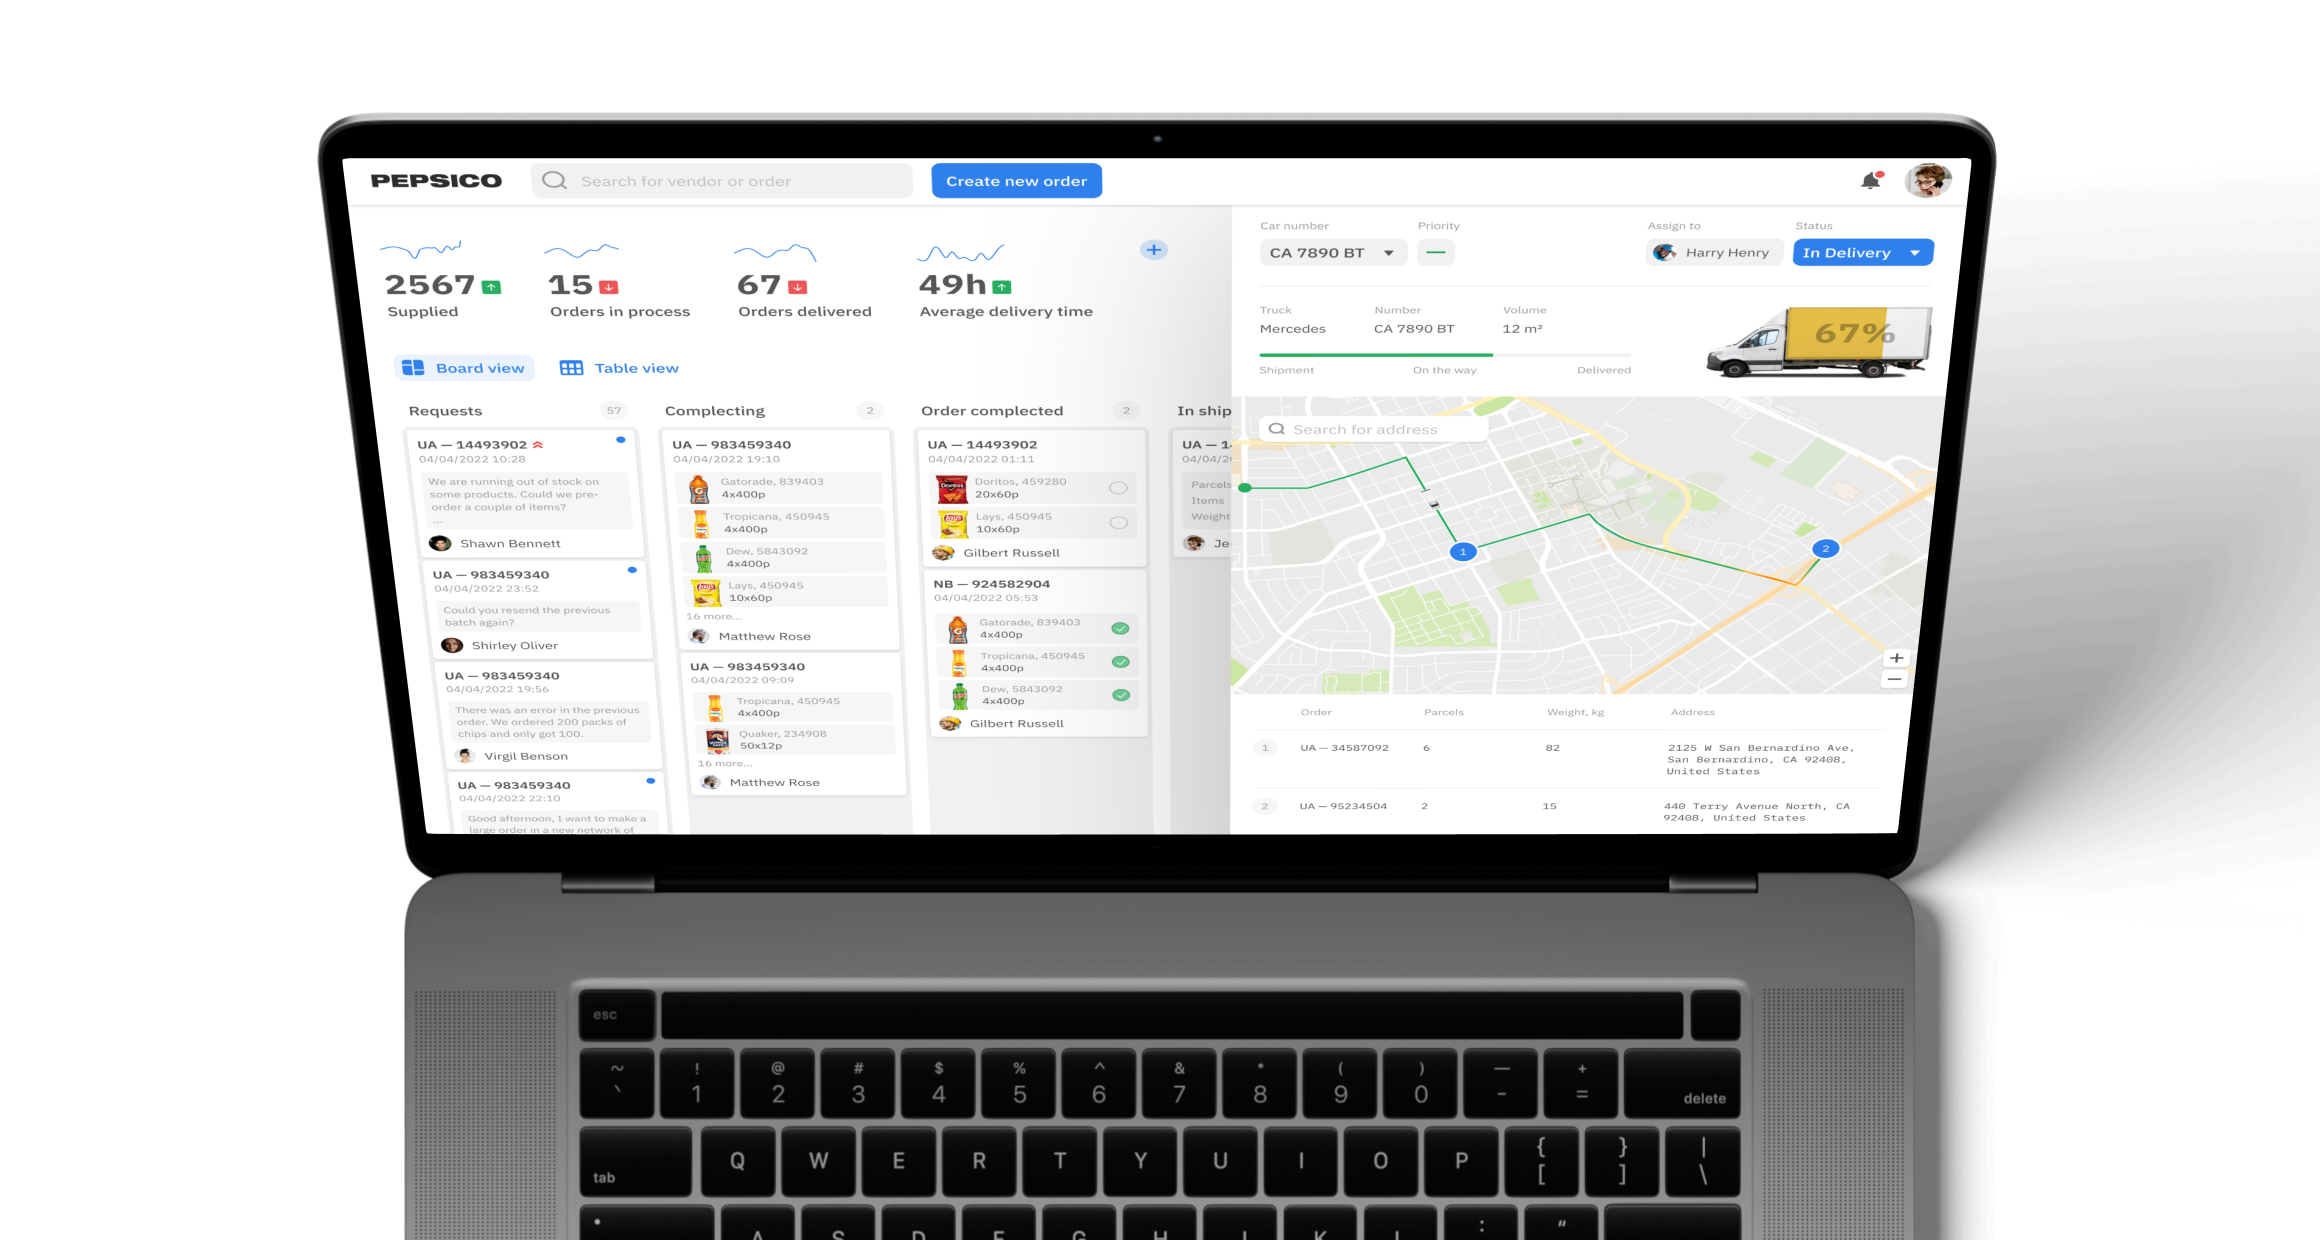 PEPSICO
Search for vendor or order
Create new order
2567
Supplied
15
Orders in process
67
Orders delivered
49h
Average delivery time
Board view
Table view
Requests
57
UA — 14493902
04/04/2022 10:28
We are running out of stock on
some products. Could we pre-
order a couple of items?
...
Shawn Bennett
UA — 983459340
04/04/2022 23:52
Could you resend the previous
batch again?
Shirley Oliver
UA — 983459340
04/04/2022 19:56
There was an error in the previous
order. We ordered 200 packs of
chips and only got 100.
Virgil Benson
UA — 983459340
04/04/2022 22:10
Good afternoon, I want to make a
large order in a new network of
Complecting
2
UA — 983459340
04/04/2022 19:10
Gatorade, 839403
4x400p
Tropicana, 450945
4x400p
Dew, 5843092
4x400p
Lays, 450945
10x60p
16 more...
Matthew Rose
UA — 983459340
04/04/2022 09:09
Tropicana, 450945
4x400p
Quaker, 234908
50x12p
16 more...
Matthew Rose
Order complected
2
UA — 14493902
04/04/2022 01:11
Doritos, 459280
20x60p
Lays, 450945
10x60p
Gilbert Russell
NB — 924582904
04/04/2022 05:53
Gatorade, 839403
4x400p
Tropicana, 450945
4x400p
Dew, 5843092
4x400p
Gilbert Russell
In ship
UA — 1
04/04/2
Parcels
Items
Weight
Je
Car number
CA 7890 BT
Priority
Assign to
Harry Henry
Status
In Delivery
Truck
Mercedes
Number
CA 7890 BT
Volume
12 m²
67%
Shipment
On the way
Delivered
Search for address
1
2
+
−
Order Parcels Weight, kg Address
1 UA — 34587092 6 82 2125 W San Bernardino Ave,
San Bernardino, CA 92408,
United States
2 UA — 95234504 2 15 440 Terry Avenue North, CA
92408, United States
esc
~ ! @ # $ % ^ & * ( ) — +
` 1 2 3 4 5 6 7 8 9 0 - = delete
tab Q W E R T Y U I O P { [ } ] | \
A S D F G H J K L : “